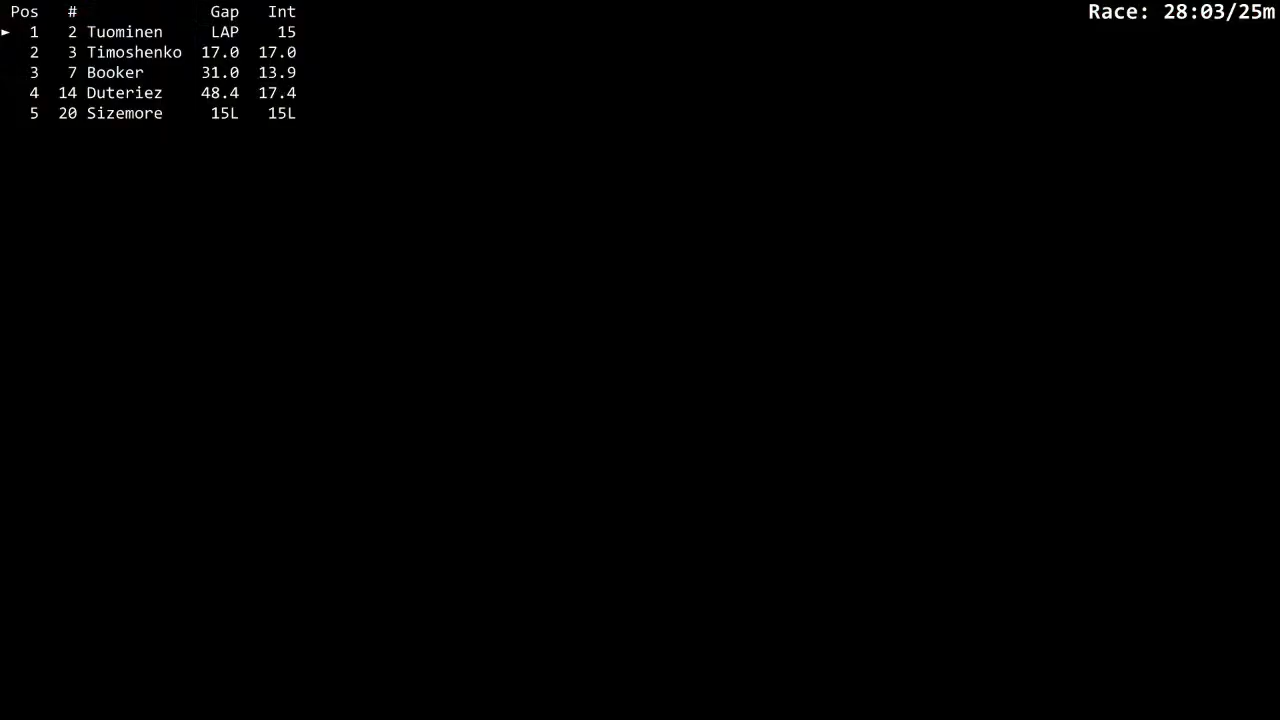 Pos # Gap Int Race: 28:03/25m
► 1 2 Tuominen LAP 15
2 3 Timoshenko 17.0 17.0
3 7 Booker 31.0 13.9
4 14 Duteriez 48.4 17.4
5 20 Sizemore 15L 15L